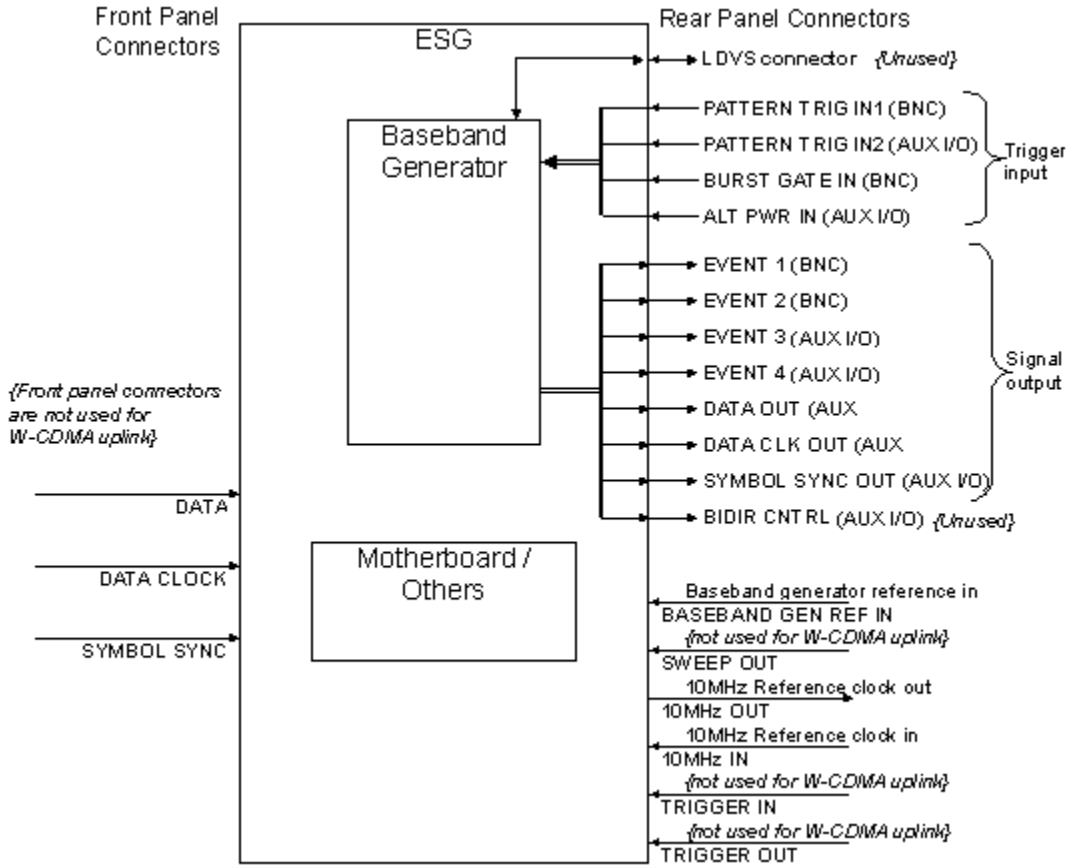 Front Panel
Connectors
ESG
Rear Panel Connectors
LDVS connector {Unused}
Baseband
Generator
PATTERN TRIG IN1 (BNC)
PATTERN TRIG IN2 (AUX I/O)
BURST GATE IN (BNC)
ALT PWR IN (AUX I/O)
Trigger
input
EVENT 1 (BNC)
EVENT 2 (BNC)
EVENT 3 (AUX I/O)
EVENT 4 (AUX I/O)
DATA OUT (AUX
DATA CLK OUT (AUX
SYMBOL SYNC OUT (AUX I/O)
BIDIR CNTRL (AUX I/O) {Unused}
Signal
output
{Front panel connectors
are not used for
W-CDMA uplink}
DATA
DATA CLOCK
SYMBOL SYNC
Motherboard /
Others
Baseband generator reference in
BASEBAND GEN REF IN
{not used for W-CDMA uplink}
SWEEP OUT
10MHz Reference clock out
10MHz OUT
10MHz Reference clock in
10MHz IN
{not used for W-CDMA uplink}
TRIGGER IN
{not used for W-CDMA uplink}
TRIGGER OUT